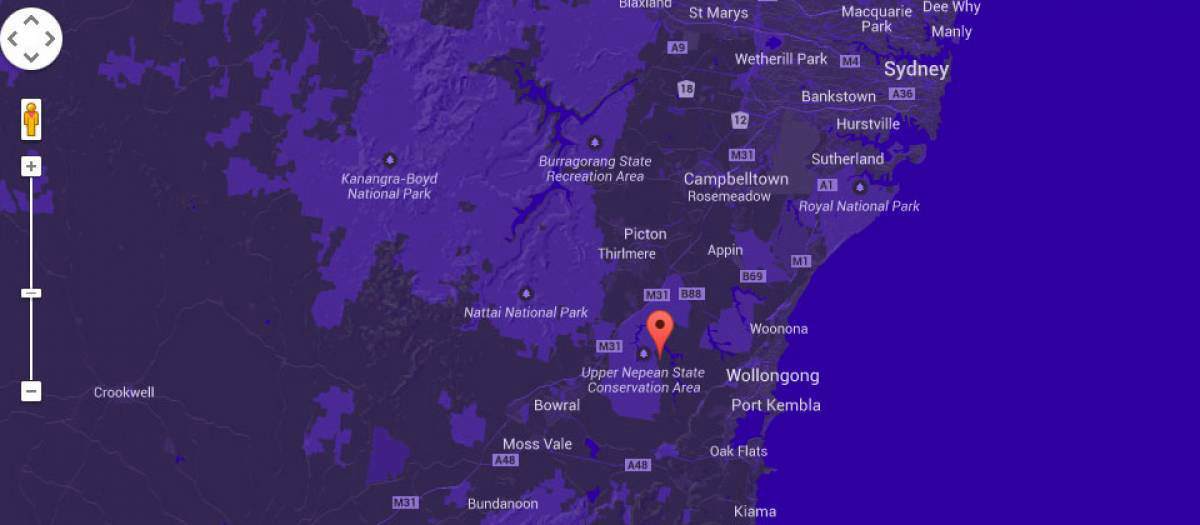 Blaxland
St Marys
Macquarie
Park
Dee Why
Manly
A9
Wetherill Park
M4
Sydney
18
Bankstown
A36
12
Hurstville
M31
Sutherland
Burragorang State
Recreation Area
Kanangra-Boyd
National Park
Campbelltown
A1
Rosemeadow
Royal National Park
Picton
Thirlmere
Appin
M1
B69
M31
B88
Nattai National Park
Woonona
M31
Upper Nepean State
Conservation Area
Wollongong
Crookwell
Bowral
Port Kembla
Moss Vale
A48
A48
Oak Flats
M31
Bundanoon
Kiama